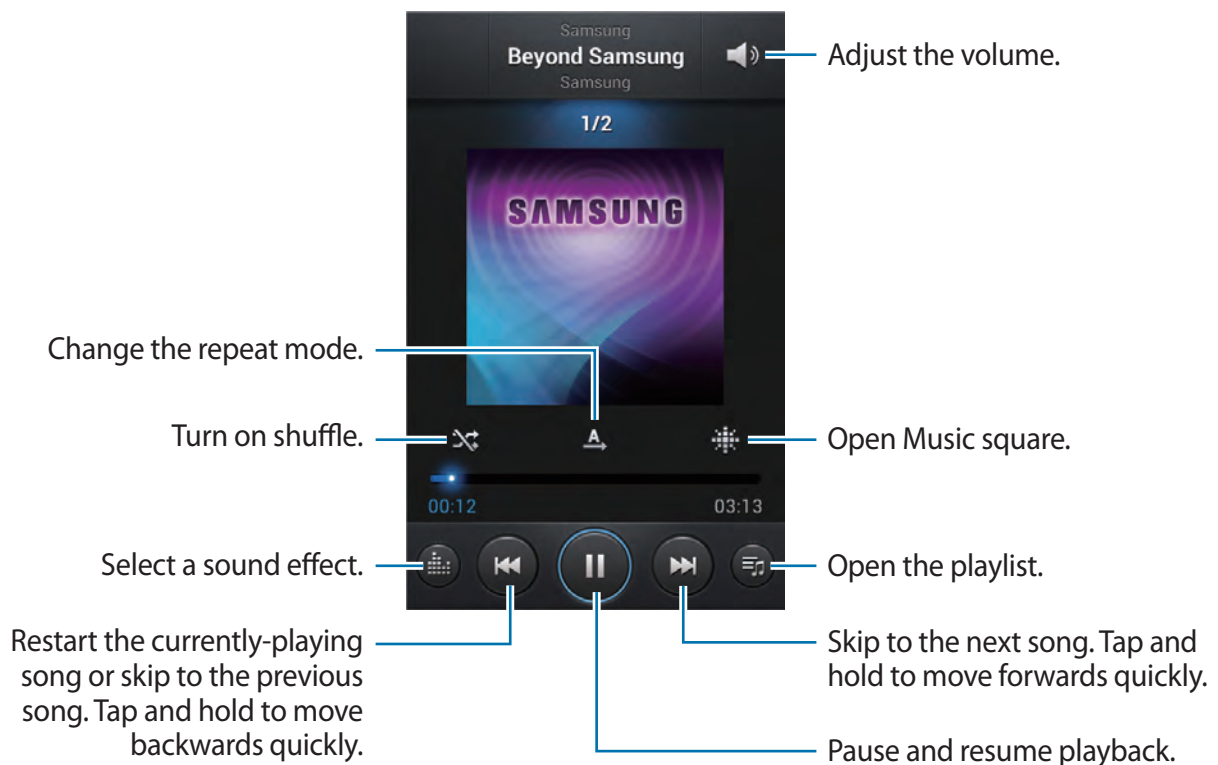 Samsung
Beyond Samsung
Samsung
Adjust the volume.
1/2
SAMSUNG
Change the repeat mode.
A
Turn on shuffle.
Open Music square.
00:12
03:13
Select a sound effect.
Open the playlist.
Restart the currently-playing
song or skip to the previous
song. Tap and hold to move
backwards quickly.
Skip to the next song. Tap and
hold to move forwards quickly.
Pause and resume playback.